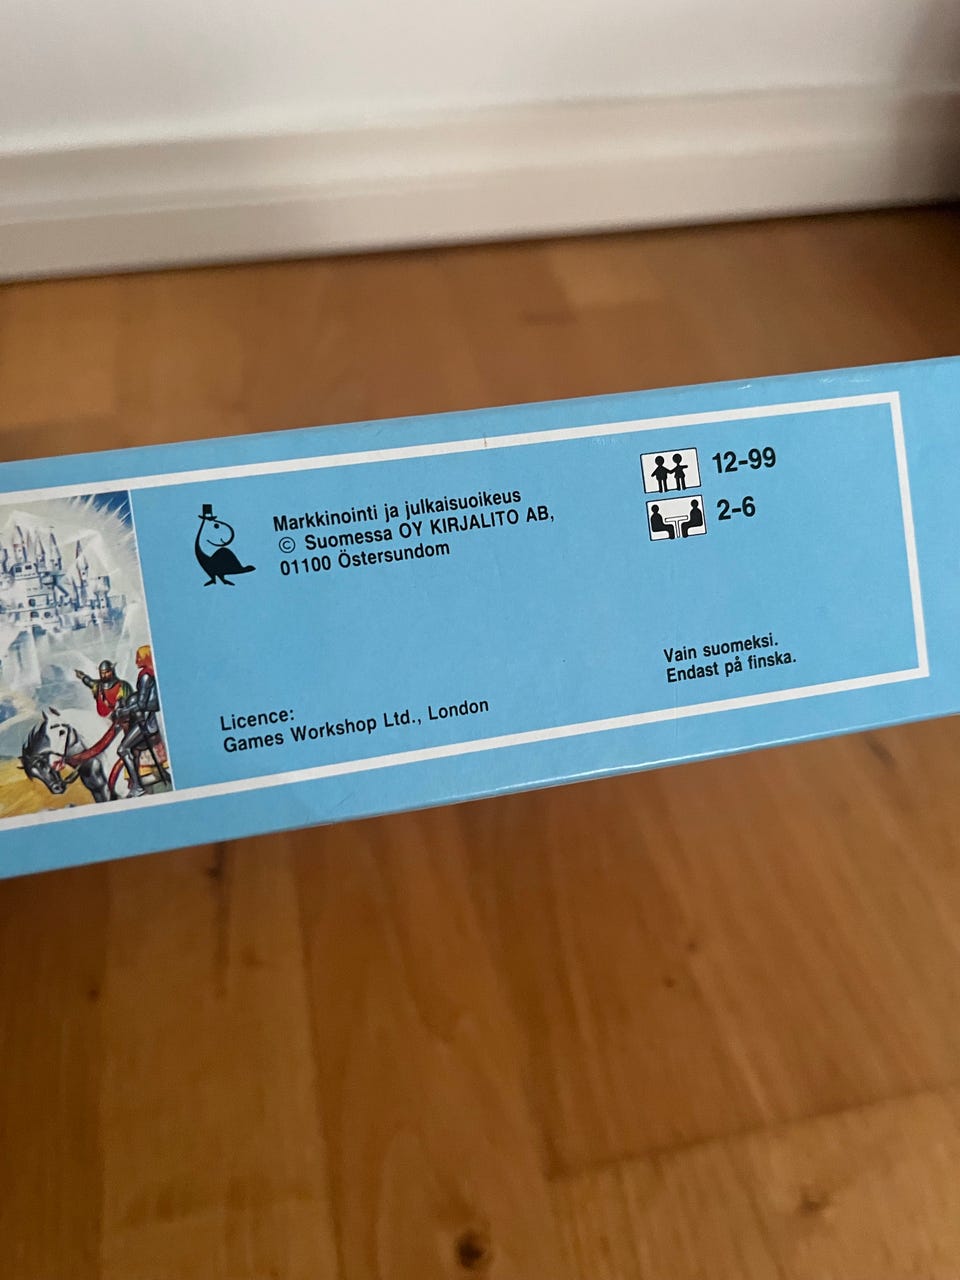 Markkinointi ja julkaisuoikeus
© Suomessa OY KIRJALITO AB,
01100 Östersundom
12-99
2-6
Vain suomeksi.
Endast på finska.
Licence:
Games Workshop Ltd., London